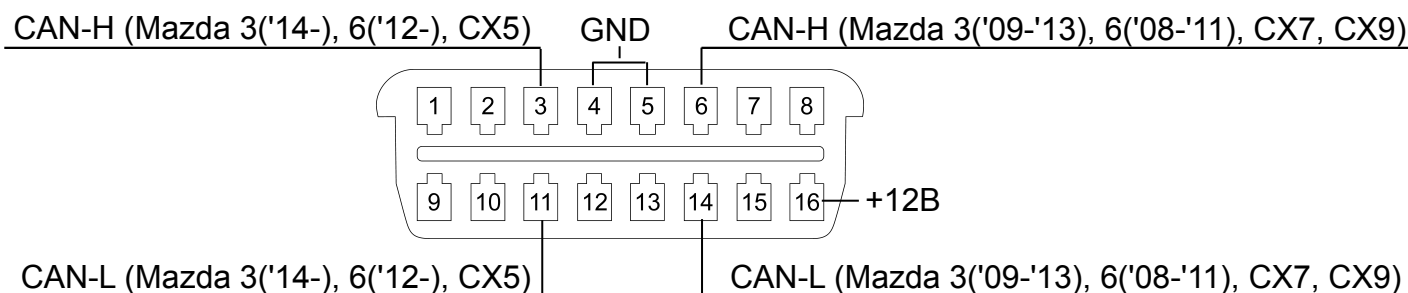 CAN-H (Mazda 3('14-), 6('12-), CX5) GND CAN-H (Mazda 3('09-'13), 6('08-'11), CX7, CX9)
1 2 3 4 5 6 7 8
9 10 11 12 13 14 15 16 +12B
CAN-L (Mazda 3('14-), 6('12-), CX5) CAN-L (Mazda 3('09-'13), 6('08-'11), CX7, CX9)